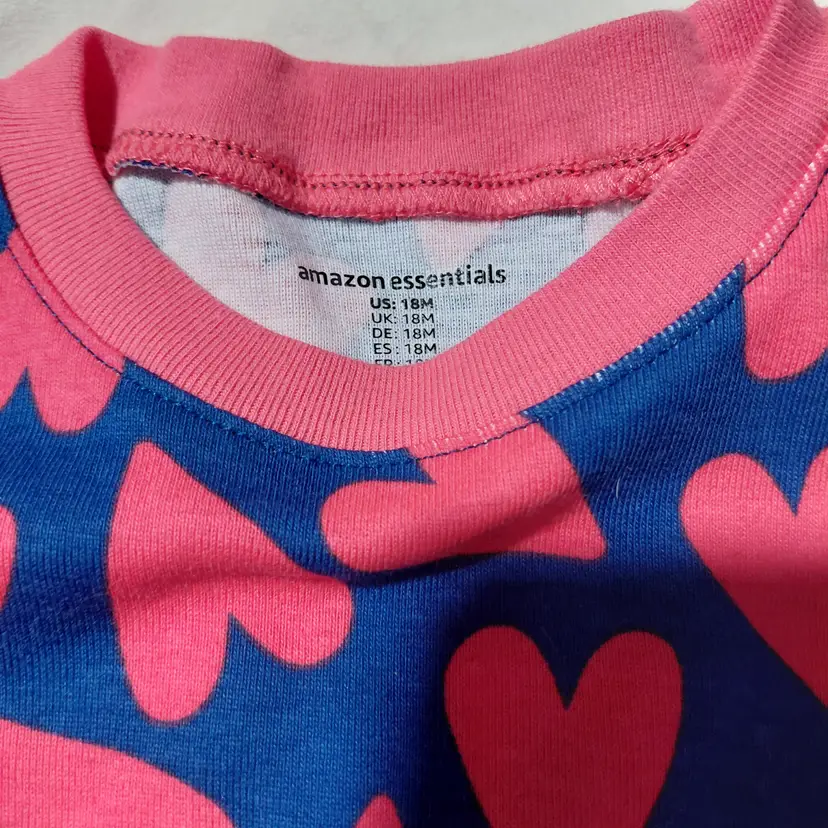 amazon essentials
US: 18M
UK: 18M
DE: 18M
ES: 18M